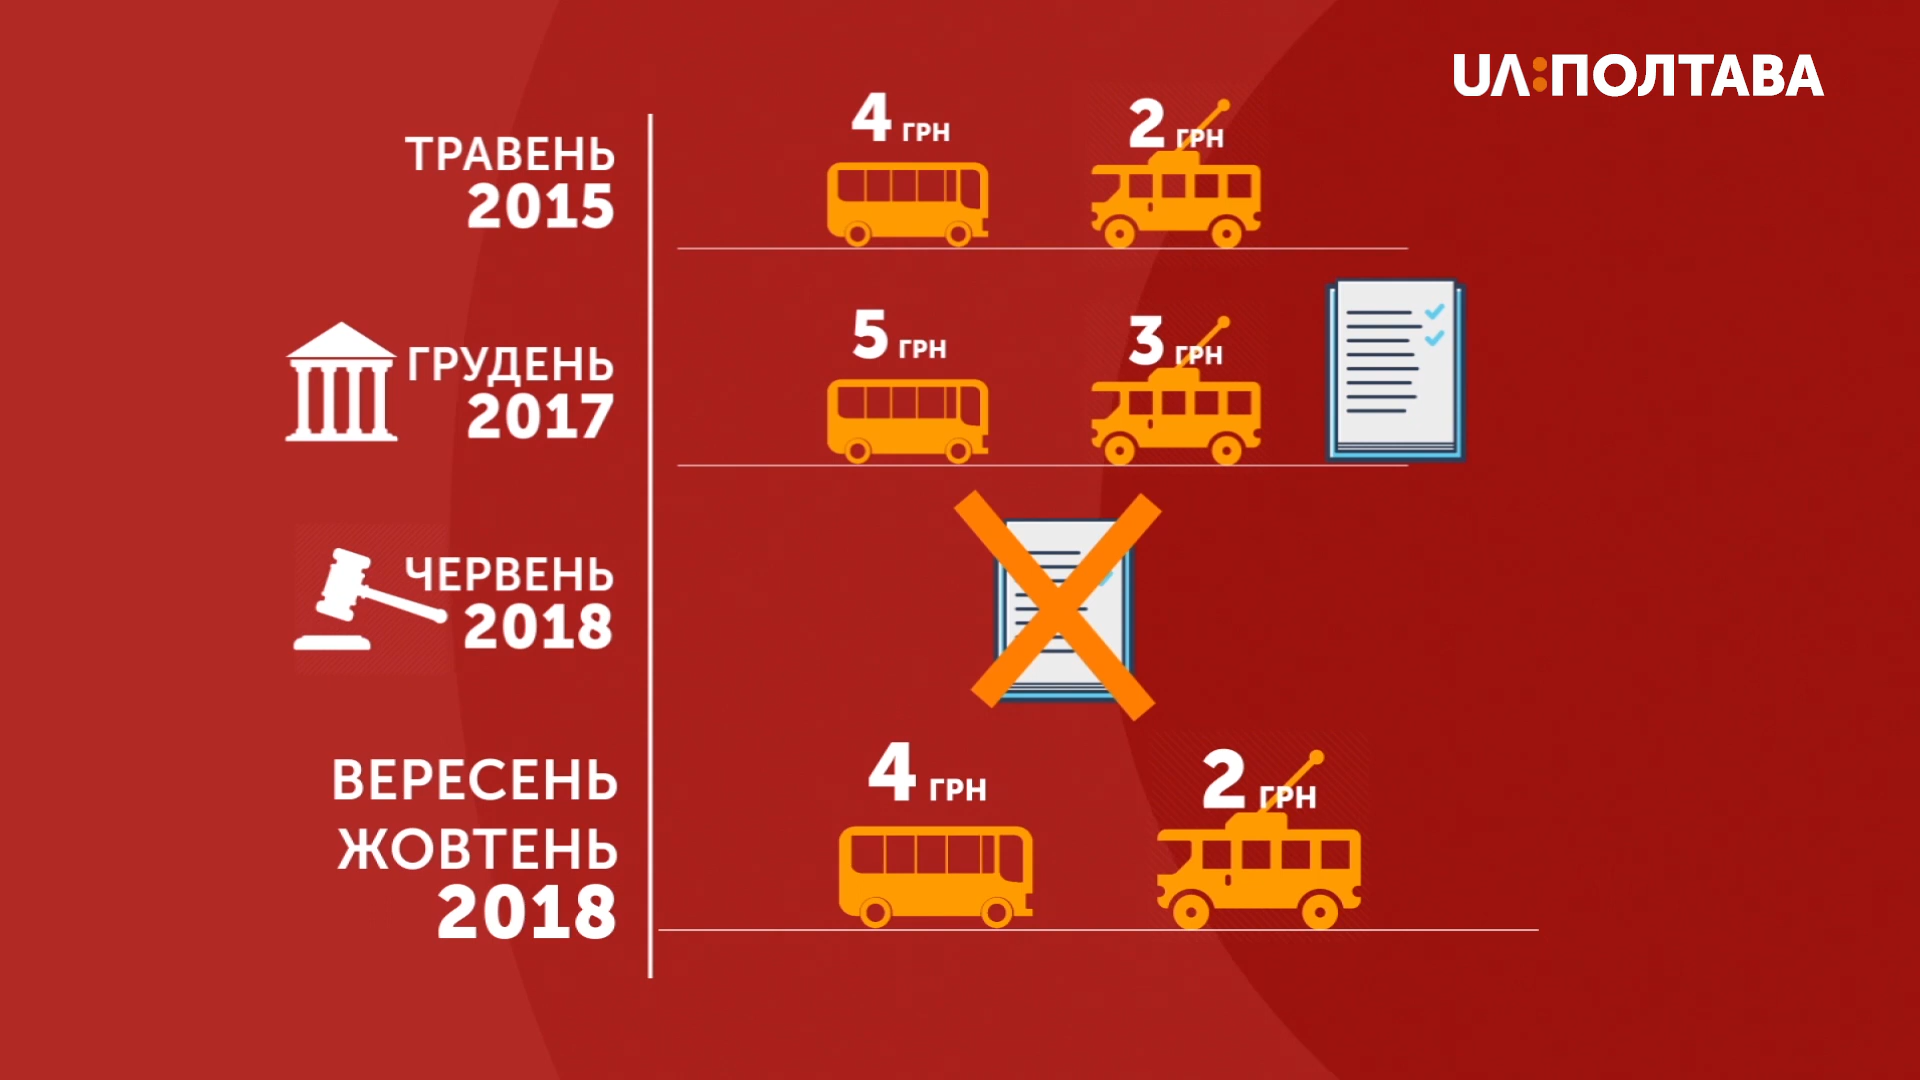 UA:ПОЛТАВА
ТРАВЕНЬ
2015
4 ГРН
2 ГРН
ГРУДЕНЬ
2017
5 ГРН
3 ГРН
ЧЕРВЕНЬ
2018
ВЕРЕСЕНЬ
ЖОВТЕНЬ
2018
4 ГРН
2 ГРН